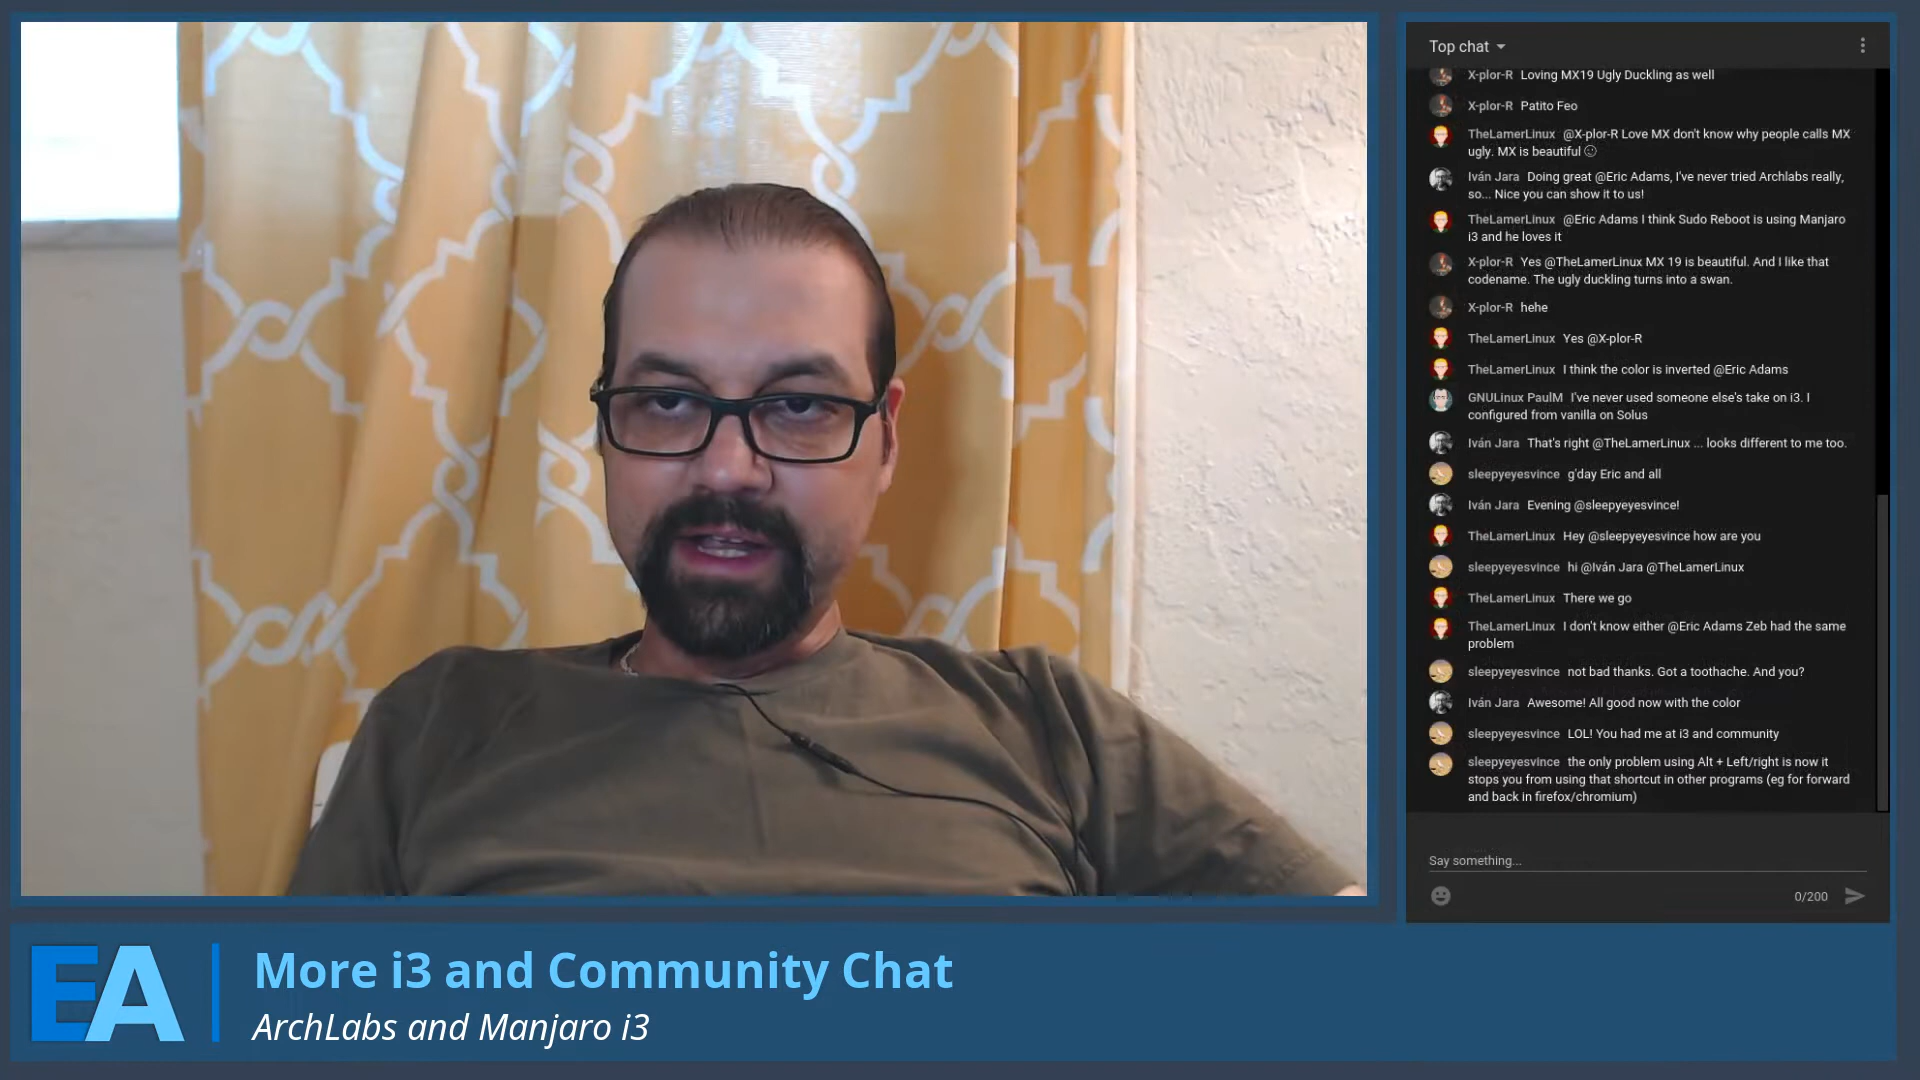 Top chat
X-plor-R Loving MX19 Ugly Duckling as well
X-plor-R Patito Feo
TheLamerLinux @X-plor-R Love MX don't know why people calls MX
ugly. MX is beautiful
Iván Jara Doing great @Eric Adams, I've never tried Archlabs really,
so... Nice you can show it to us!
TheLamerLinux @Eric Adams I think Sudo Reboot is using Manjaro
i3 and he loves it
X-plor-R Yes @TheLamerLinux MX 19 is beautiful. And I like that
codename. The ugly duckling turns into a swan.
X-plor-R hehe
TheLamerLinux Yes @X-plor-R
TheLamerLinux I think the color is inverted @Eric Adams
GNULinux PaulM I've never used someone else's take on i3. I
configured from vanilla on Solus
Iván Jara That's right @TheLamerLinux ... looks different to me too.
sleepyeyesvince g'day Eric and all
Iván Jara Evening @sleepyeyesvince!
TheLamerLinux Hey @sleepyeyesvince how are you
sleepyeyesvince hi @Iván Jara @TheLamerLinux
TheLamerLinux There we go
TheLamerLinux I don't know either @Eric Adams Zeb had the same
problem
sleepyeyesvince not bad thanks. Got a toothache. And you?
Iván Jara Awesome! All good now with the color
sleepyeyesvince LOL! You had me at i3 and community
sleepyeyesvince the only problem using Alt + Left/right is now it
stops you from using that shortcut in other programs (eg for forward
and back in firefox/chromium)
Say something...
0/200
EA
More i3 and Community Chat
ArchLabs and Manjaro i3